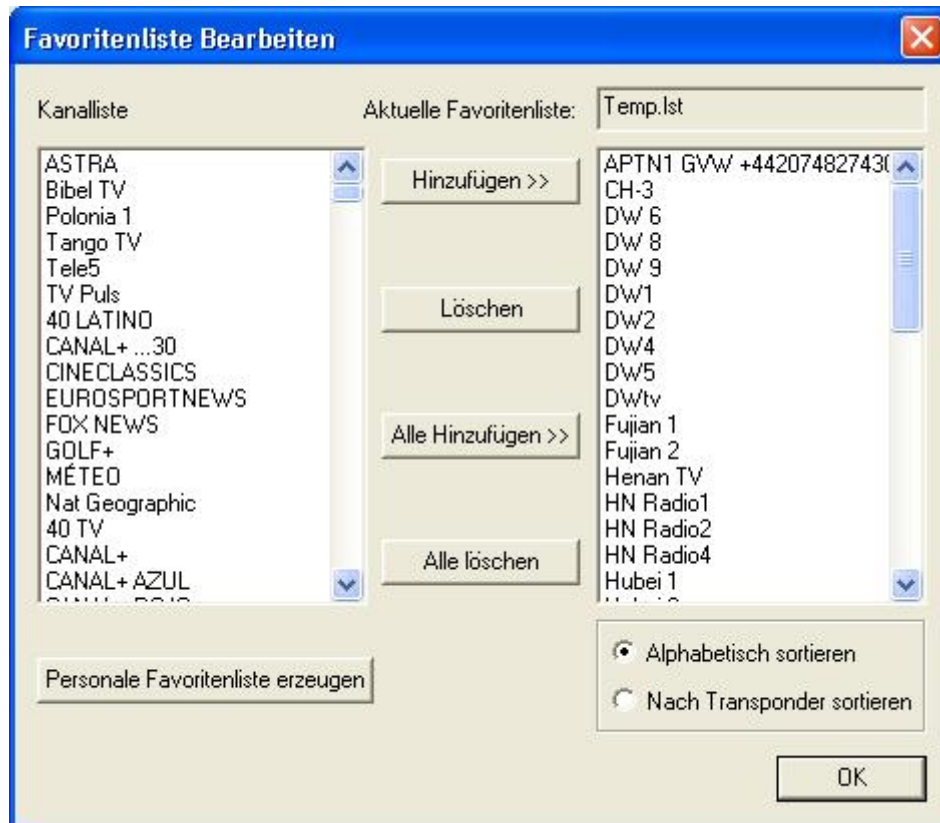 Favoritenliste Bearbeiten
Kanalliste
Aktuelle Favoritenliste:
Temp.lst
ASTRA
Bibel TV
Polonia 1
Tango TV
Tele5
TV Puls
40 LATINO
CANAL+ ...30
CINECLASSICS
EUROSPORTNEWS
FOX NEWS
GOLF+
MÉTEO
Nat Geographic
40 TV
CANAL+
CANAL+ AZUL
Hinzufügen >>
Löschen
Alle Hinzufügen >>
Alle löschen
APTN1 GVW +44207482743
CH-3
DW 6
DW 8
DW 9
DW1
DW2
DW4
DW5
DWtv
Fujian 1
Fujian 2
Henan TV
HN Radio1
HN Radio2
HN Radio4
Hubei 1
Personale Favoritenliste erzeugen
Alphabetisch sortieren
Nach Transponder sortieren
OK